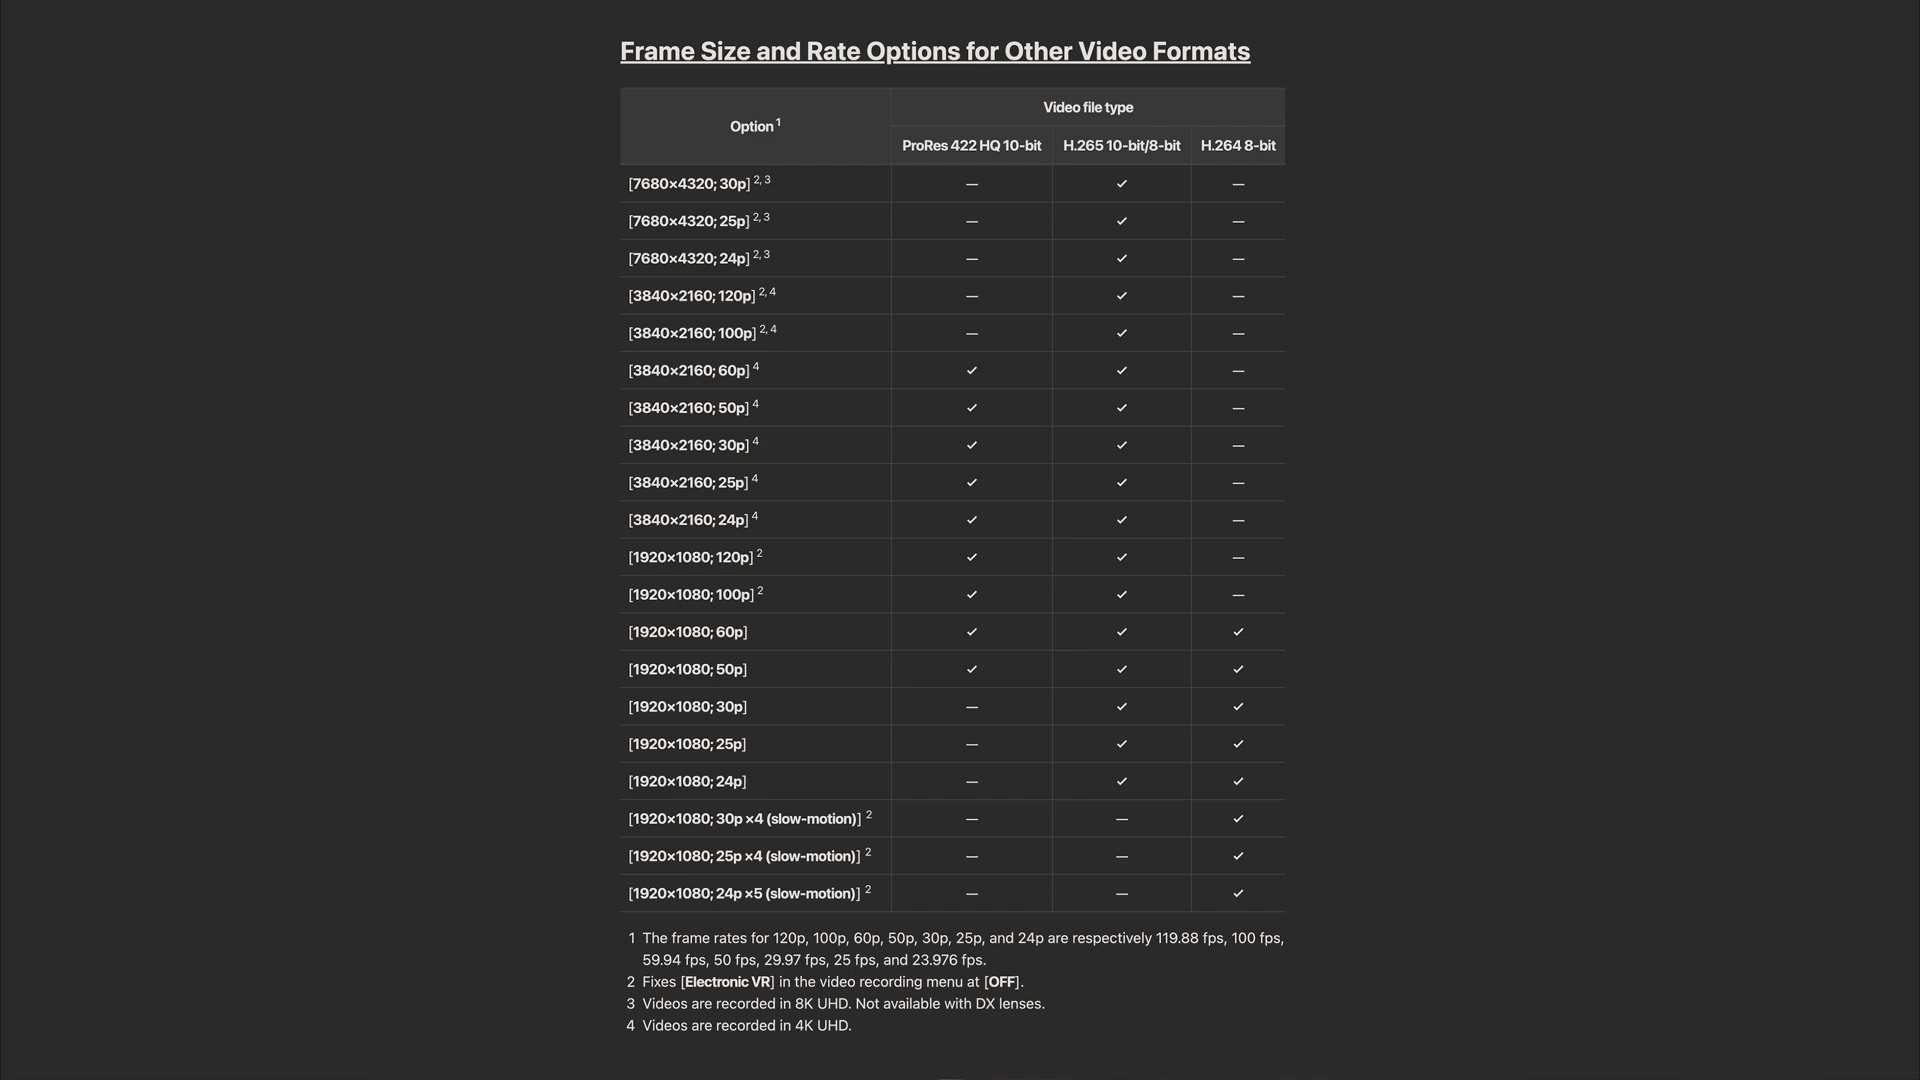 Frame Size and Rate Options for Other Video Formats
Option 1
Video file type
ProRes 422 HQ 10-bit H.265 10-bit/8-bit H.264 8-bit
[7680×4320; 30p] 2, 3 — ✓ —
[7680×4320; 25p] 2, 3 — ✓ —
[7680×4320; 24p] 2, 3 — ✓ —
[3840×2160; 120p] 2, 4 — ✓ —
[3840×2160; 100p] 2, 4 — ✓ —
[3840×2160; 60p] 4 ✓ ✓ —
[3840×2160; 50p] 4 ✓ ✓ —
[3840×2160; 30p] 4 ✓ ✓ —
[3840×2160; 25p] 4 ✓ ✓ —
[3840×2160; 24p] 4 ✓ ✓ —
[1920×1080; 120p] 2 ✓ ✓ —
[1920×1080; 100p] 2 ✓ ✓ —
[1920×1080; 60p] ✓ ✓ ✓
[1920×1080; 50p] ✓ ✓ ✓
[1920×1080; 30p] — ✓ ✓
[1920×1080; 25p] — ✓ ✓
[1920×1080; 24p] — ✓ ✓
[1920×1080; 30p ×4 (slow-motion)] 2 — — ✓
[1920×1080; 25p ×4 (slow-motion)] 2 — — ✓
[1920×1080; 24p ×5 (slow-motion)] 2 — — ✓
1 The frame rates for 120p, 100p, 60p, 50p, 30p, 25p, and 24p are respectively 119.88 fps, 100 fps,
59.94 fps, 50 fps, 29.97 fps, 25 fps, and 23.976 fps.
2 Fixes [Electronic VR] in the video recording menu at [OFF].
3 Videos are recorded in 8K UHD. Not available with DX lenses.
4 Videos are recorded in 4K UHD.